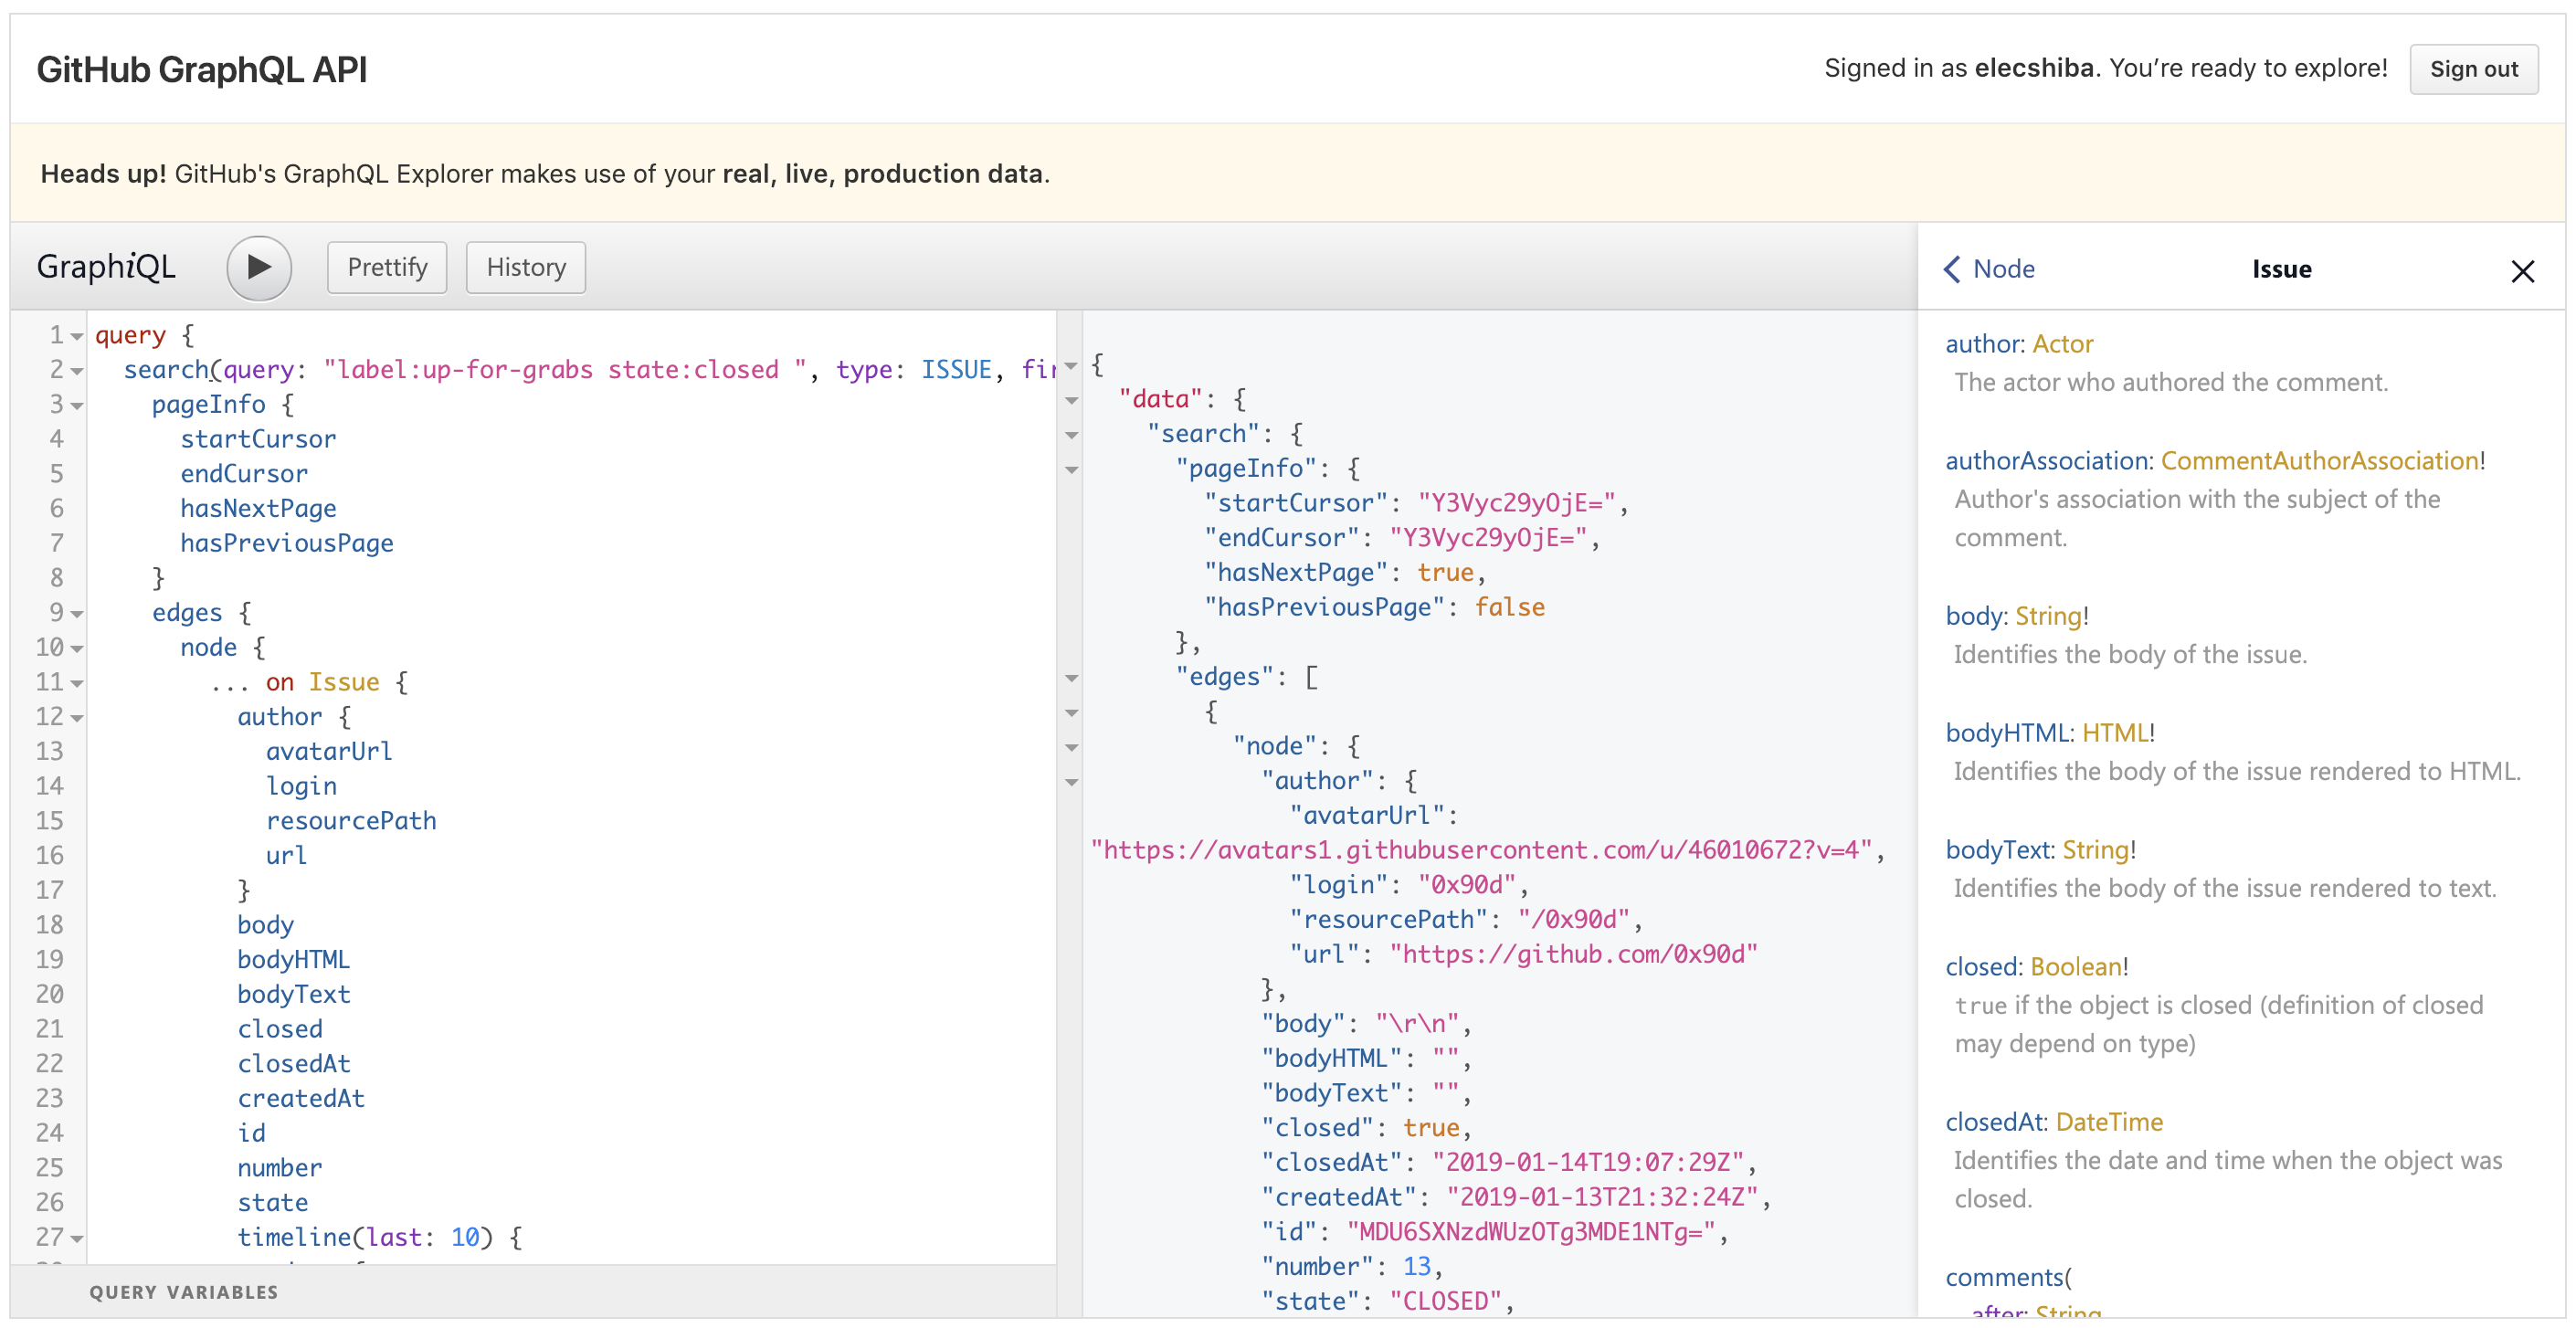 GitHub GraphQL API
Signed in as elecshiba. You’re ready to explore!
Sign out
Heads up! GitHub's GraphQL Explorer makes use of your real, live, production data.
GraphiQL
Prettify
History
1 query {
2 search(query: "label:up-for-grabs state:closed ", type: ISSUE, fir
3 pageInfo {
4 startCursor
5 endCursor
6 hasNextPage
7 hasPreviousPage
8 }
9 edges {
10 node {
11 ... on Issue {
12 author {
13 avatarUrl
14 login
15 resourcePath
16 url
17 }
18 body
19 bodyHTML
20 bodyText
21 closed
22 closedAt
23 createdAt
24 id
25 number
26 state
27 timeline(last: 10) {
QUERY VARIABLES
{
"data": {
"search": {
"pageInfo": {
"startCursor": "Y3Vyc29yOjE=",
"endCursor": "Y3Vyc29yOjE=",
"hasNextPage": true,
"hasPreviousPage": false
},
"edges": [
{
"node": {
"author": {
"avatarUrl":
"https://avatars1.githubusercontent.com/u/46010672?v=4",
"login": "0x90d",
"resourcePath": "/0x90d",
"url": "https://github.com/0x90d"
},
"body": "\r\n",
"bodyHTML": "",
"bodyText": "",
"closed": true,
"closedAt": "2019-01-14T19:07:29Z",
"createdAt": "2019-01-13T21:32:24Z",
"id": "MDU6SXNzdWUzOTg3MDE1NTg=",
"number": 13,
"state": "CLOSED",
Node
Issue
author: Actor
The actor who authored the comment.
authorAssociation: CommentAuthorAssociation!
Author's association with the subject of the
comment.
body: String!
Identifies the body of the issue.
bodyHTML: HTML!
Identifies the body of the issue rendered to HTML.
bodyText: String!
Identifies the body of the issue rendered to text.
closed: Boolean!
true if the object is closed (definition of closed
may depend on type)
closedAt: DateTime
Identifies the date and time when the object was
closed.
comments(
after: String